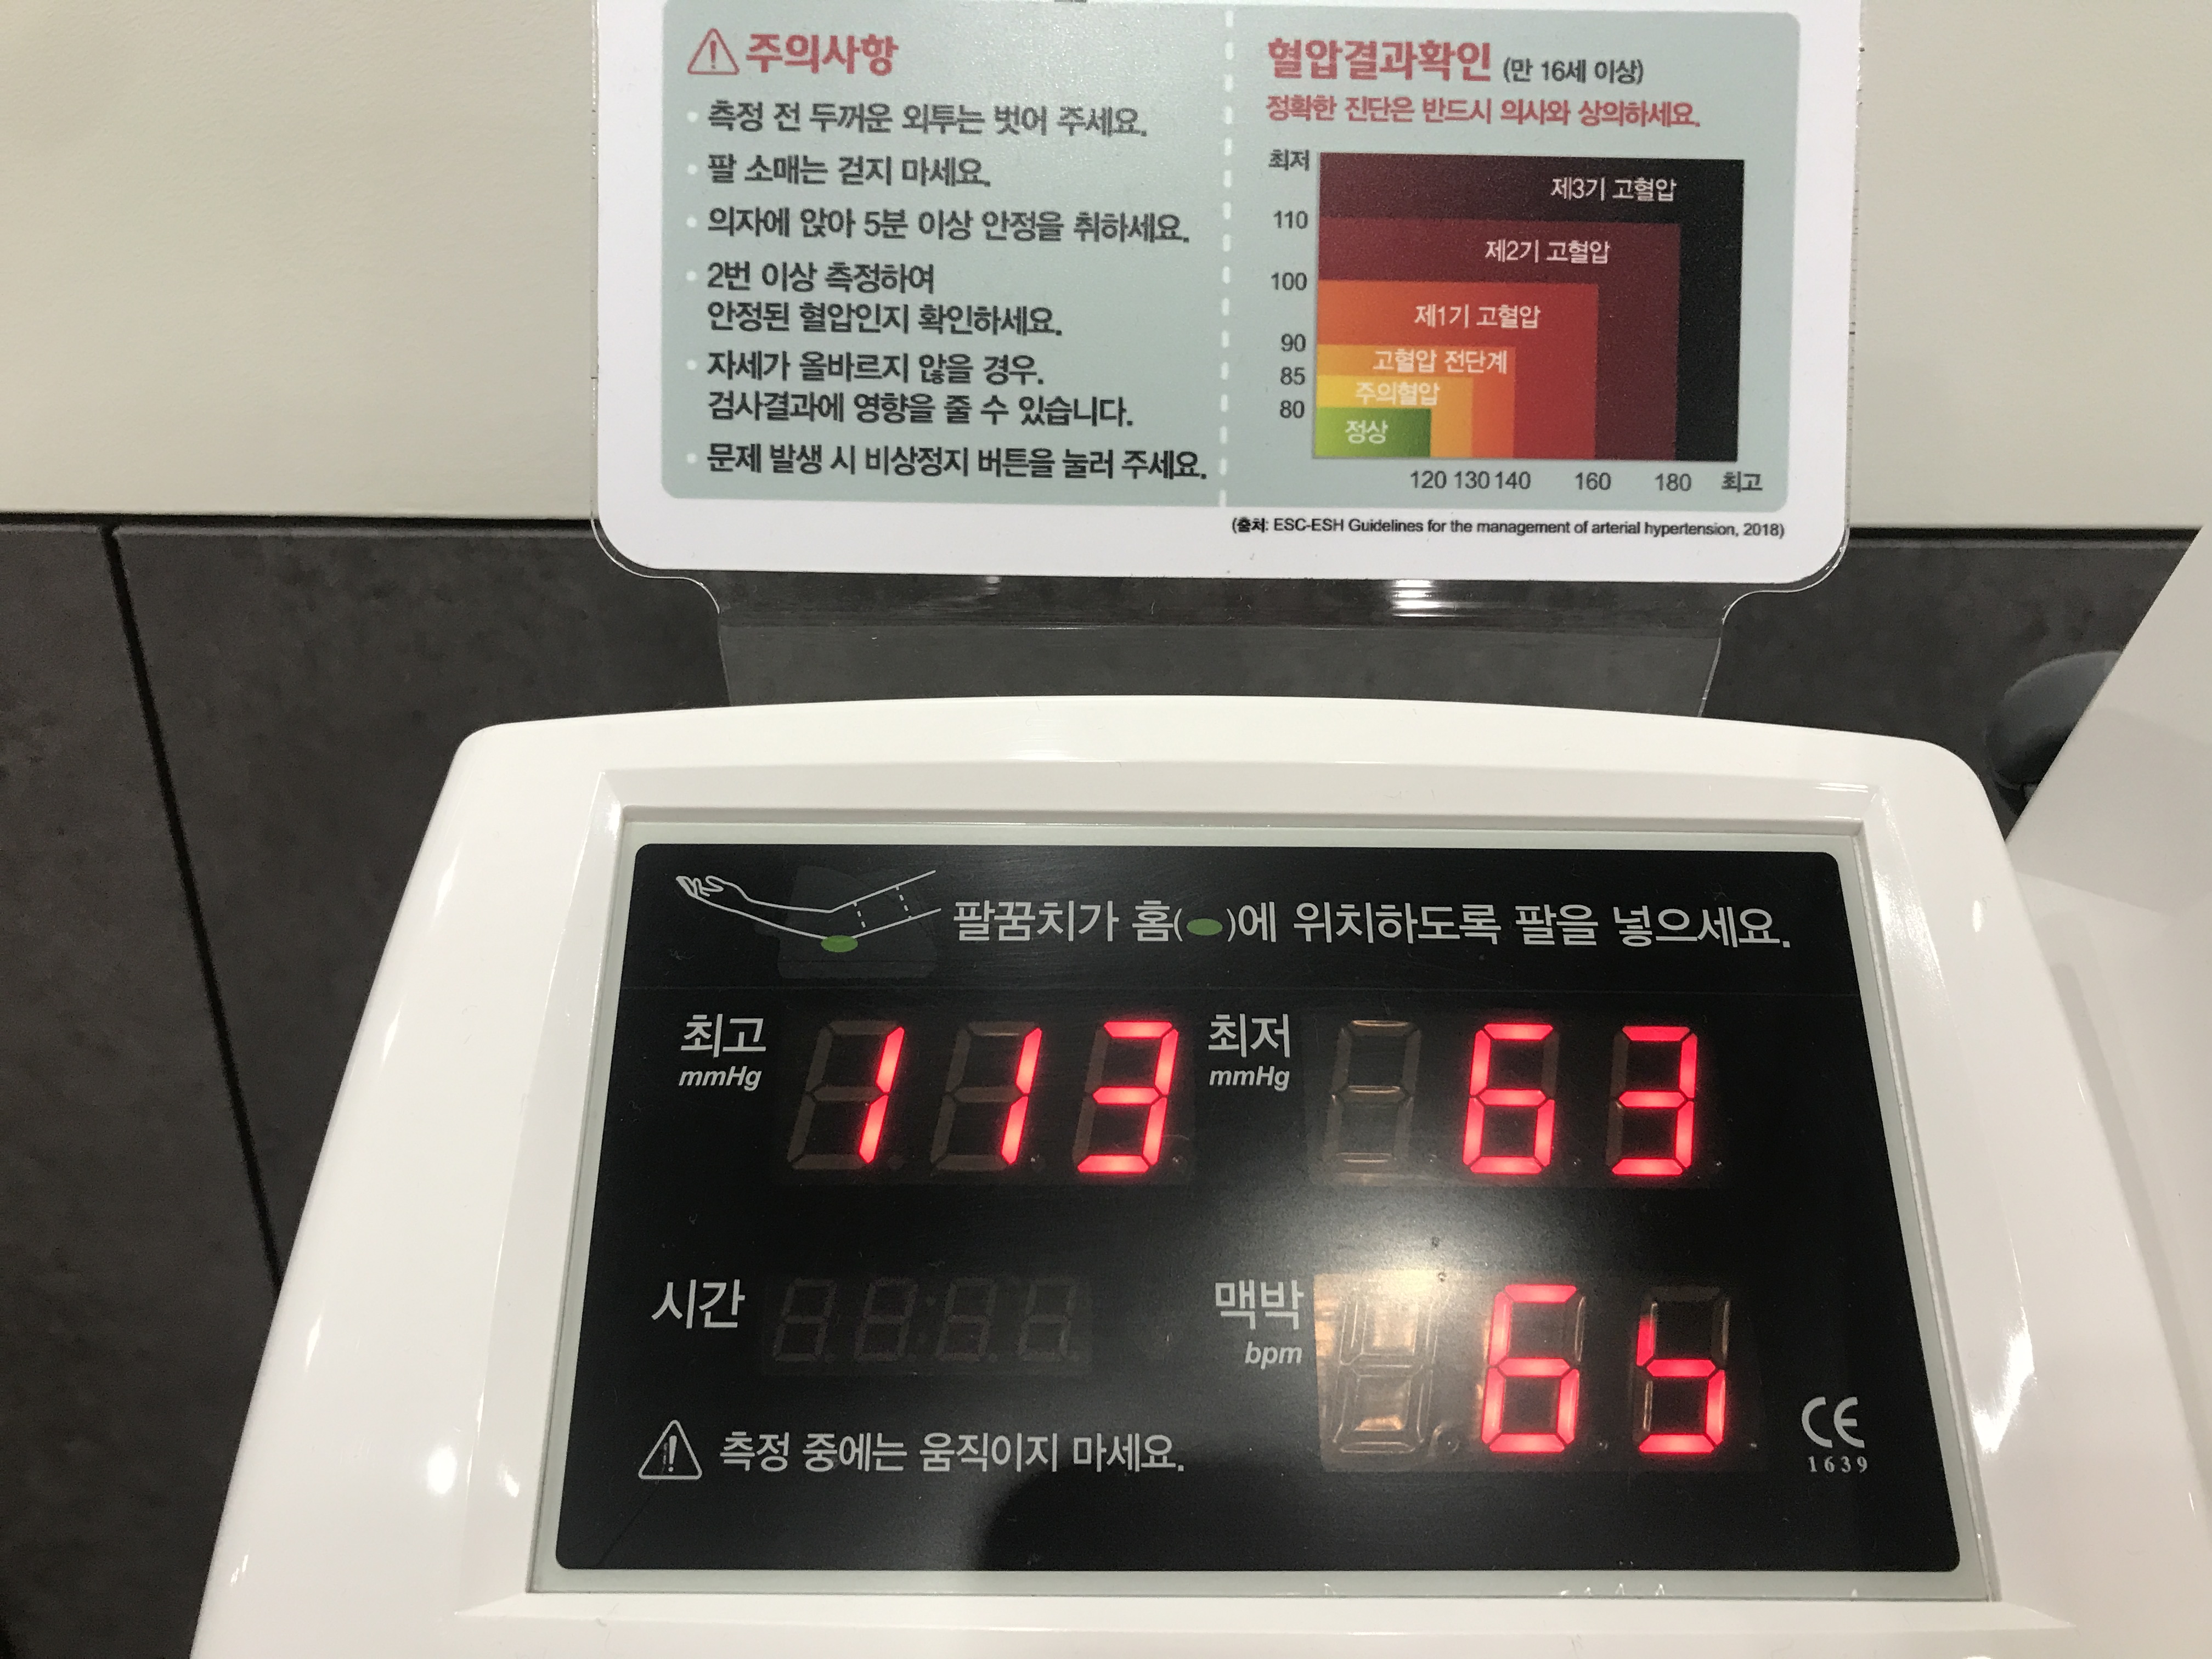 주의사항
측정 전 두꺼운 외투는 벗어 주세요.
팔 소매는 걷지 마세요.
의자에 앉아 5분 이상 안정을 취하세요.
2번 이상 측정하여
안정된 혈압인지 확인하세요.
자세가 올바르지 않을 경우.
검사결과에 영향을 줄 수 있습니다.
문제 발생 시 비상정지 버튼을 눌러 주세요.
혈압결과확인 (만 16세 이상)
정확한 진단은 반드시 의사와 상의하세요.
최저
제3기 고혈압
110
제2기 고혈압
100
제1기 고혈압
90
고혈압 전단계
85
주의혈압
80
정상
120 130 140 160 180 최고
(출처: ESC-ESH Guidelines for the management of arterial hypertension, 2018)
팔꿈치가 홈( )에 위치하도록 팔을 넣으세요.
최고 mmHg 113 최저 mmHg 63
시간 맥박 bpm 65
측정 중에는 움직이지 마세요.
CE
1639